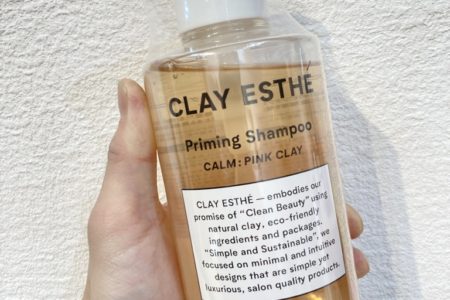 CLAY ESTHÉ
Priming Shampoo
CALM: PINK CLAY
CLAY ESTHÉ — embodies our
promise of "Clean Beauty" using
natural clay, eco-friendly
ingredients and packages.
"Simple and Sustainable", we
focused on minimal and intuitive
designs that are simple yet
luxurious, salon quality products.